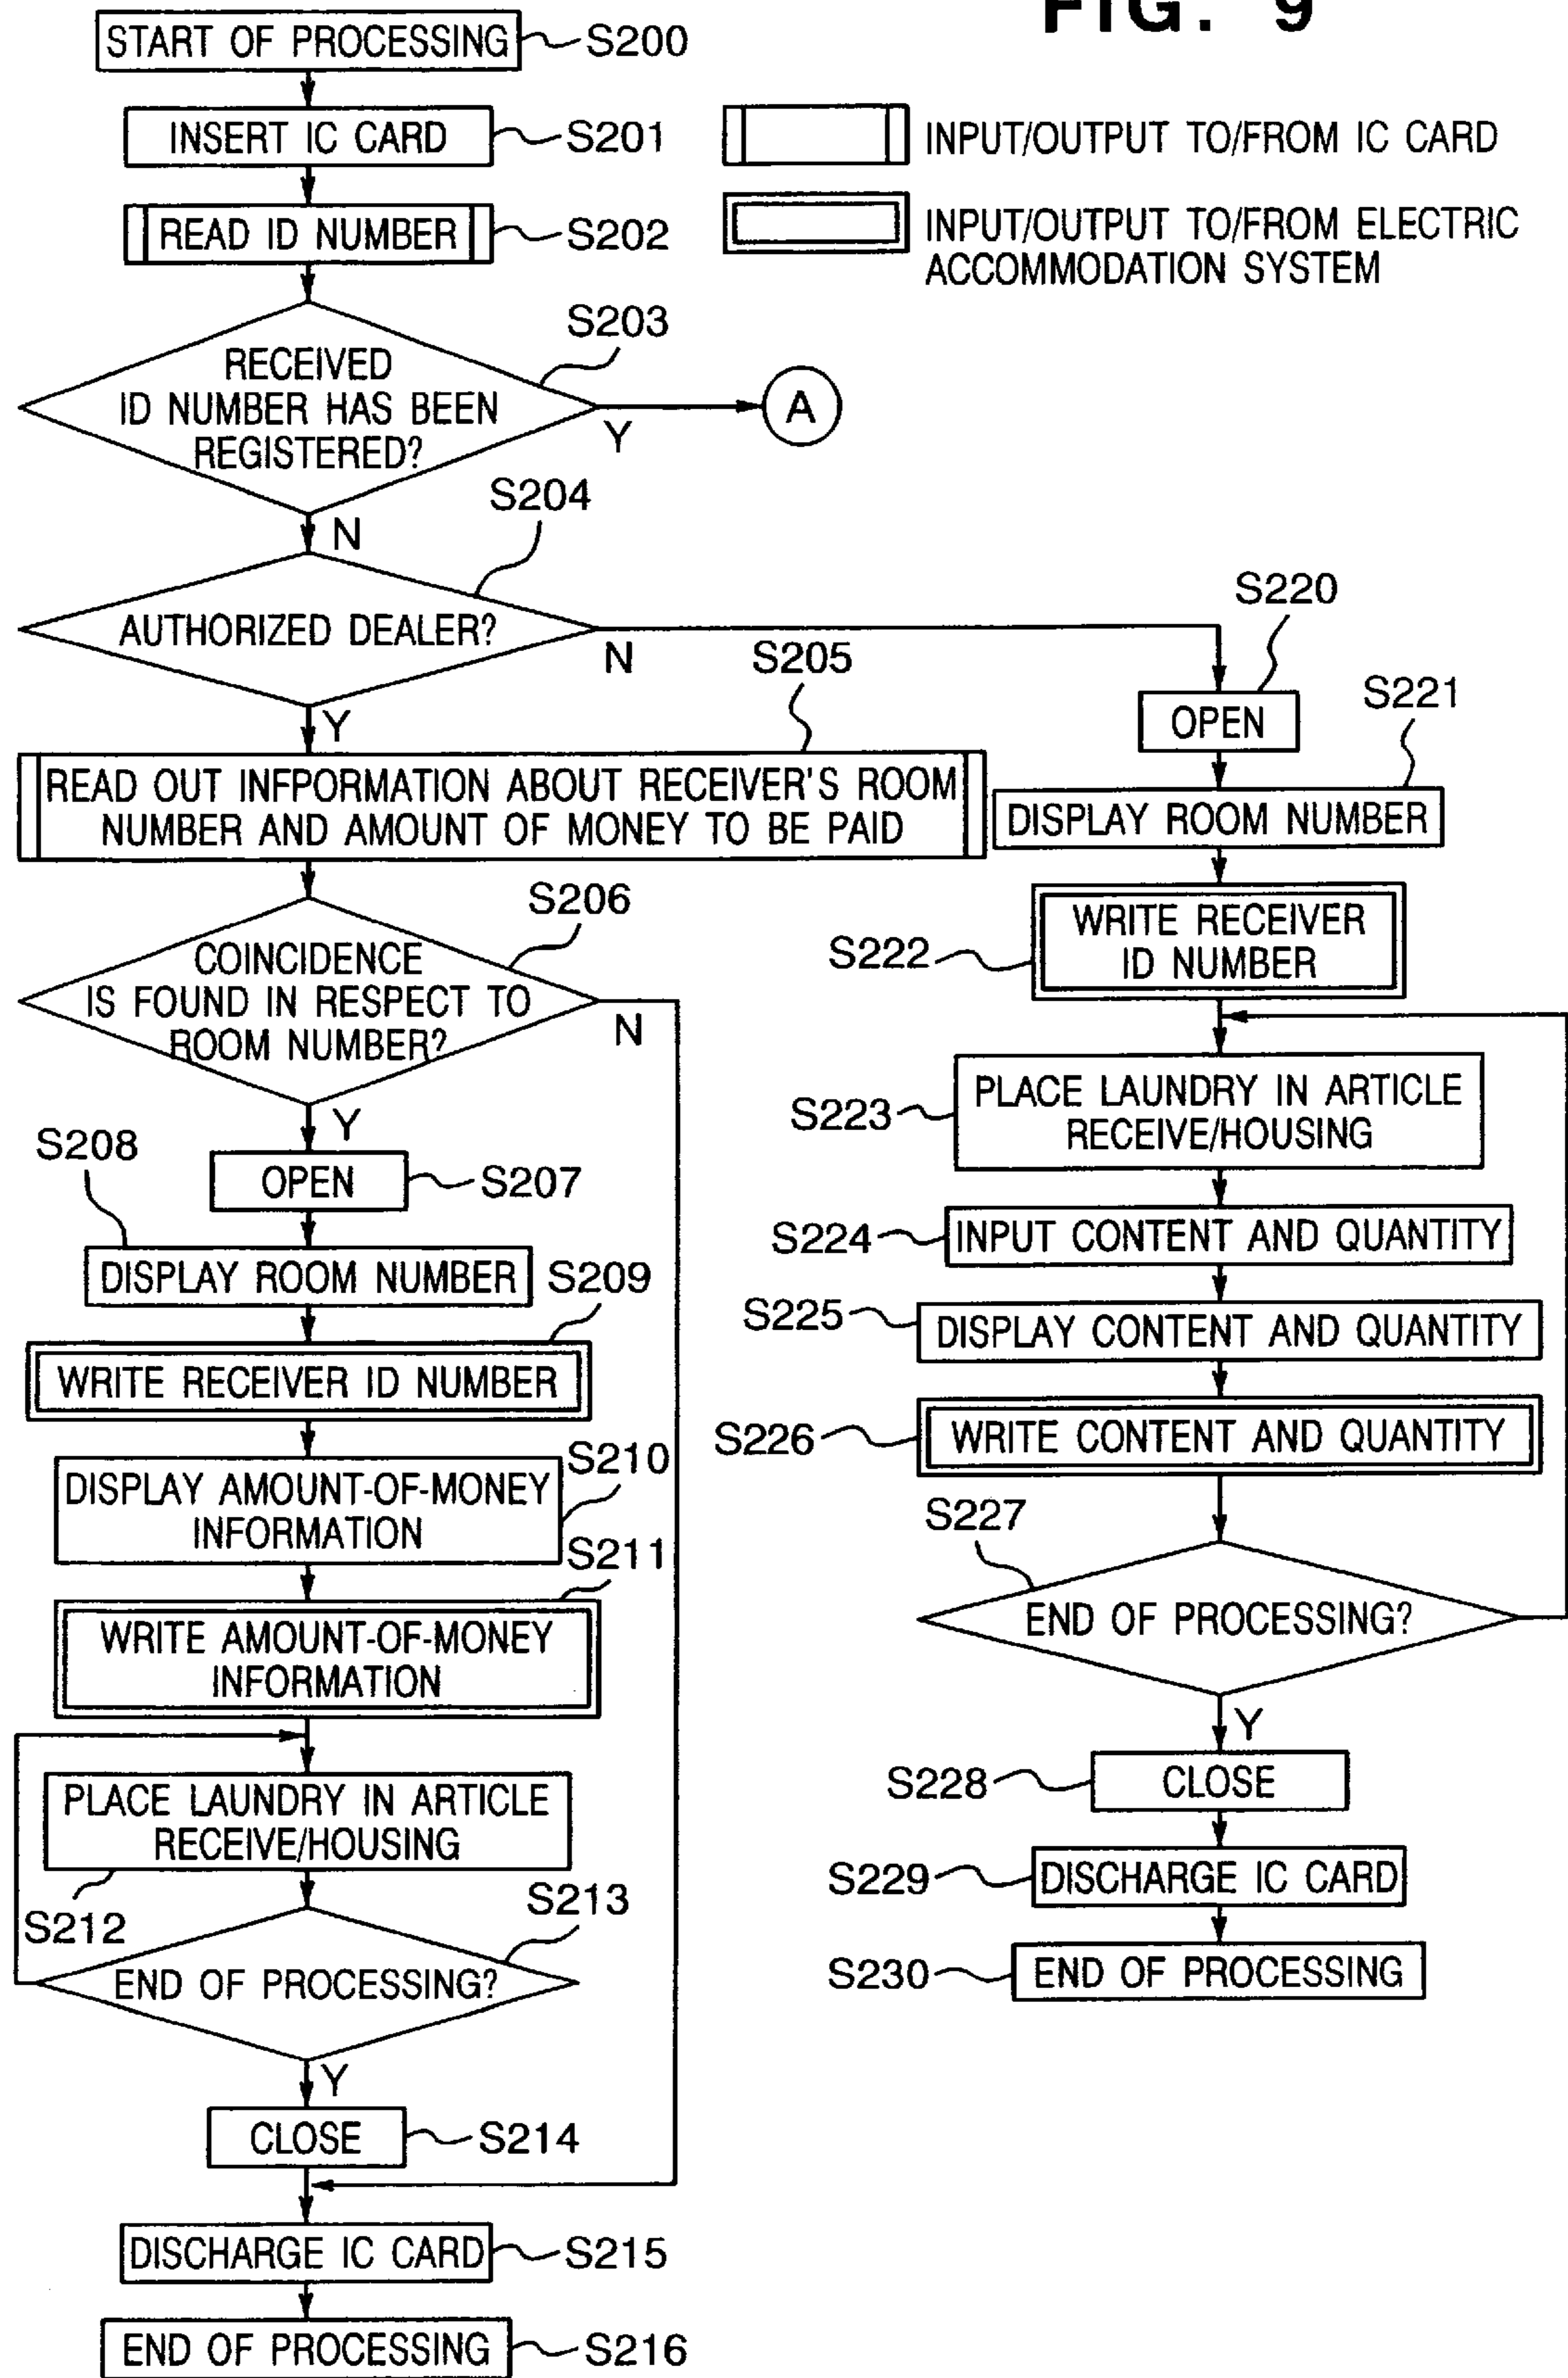 FIG. 9
START OF PROCESSING
S200
INSERT IC CARD
S201
INPUT/OUTPUT TO/FROM IC CARD
READ ID NUMBER
S202
INPUT/OUTPUT TO/FROM ELECTRIC
ACCOMMODATION SYSTEM
S203
RECEIVED
ID NUMBER HAS BEEN
REGISTERED?
Y
A
N
S204
AUTHORIZED DEALER?
N
Y
S205
READ OUT INFPORMATION ABOUT RECEIVER'S ROOM
NUMBER AND AMOUNT OF MONEY TO BE PAID
S206
COINCIDENCE
IS FOUND IN RESPECT TO
ROOM NUMBER?
N
Y
OPEN
S207
S208
DISPLAY ROOM NUMBER
S209
WRITE RECEIVER ID NUMBER
S210
DISPLAY AMOUNT-OF-MONEY
INFORMATION
S211
WRITE AMOUNT-OF-MONEY
INFORMATION
PLACE LAUNDRY IN ARTICLE
RECEIVE/HOUSING
S212
S213
END OF PROCESSING?
Y
CLOSE
S214
DISCHARGE IC CARD
S215
END OF PROCESSING
S216
S220
OPEN
S221
DISPLAY ROOM NUMBER
S222
WRITE RECEIVER
ID NUMBER
S223
PLACE LAUNDRY IN ARTICLE
RECEIVE/HOUSING
S224
INPUT CONTENT AND QUANTITY
S225
DISPLAY CONTENT AND QUANTITY
S226
WRITE CONTENT AND QUANTITY
S227
END OF PROCESSING?
Y
S228
CLOSE
S229
DISCHARGE IC CARD
S230
END OF PROCESSING